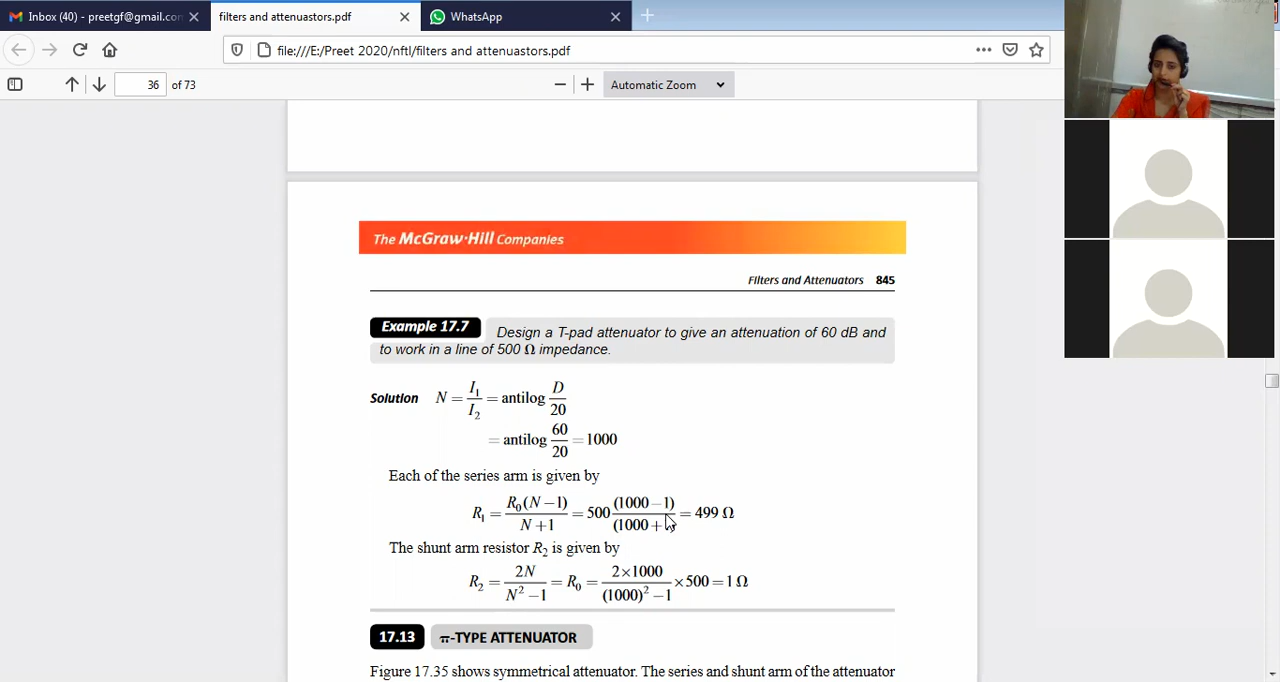 Inbox (40) - preetgf@gmail.con
filters and attenuastors.pdf
WhatsApp
file:///E:/Preet 2020/nftl/filters and attenuastors.pdf
36 of 73
Automatic Zoom
The McGraw·Hill Companies
Filters and Attenuators 845
Example 17.7 Design a T-pad attenuator to give an attenuation of 60 dB and
to work in a line of 500 Ω impedance.
Solution N = I₁/I₂ = antilog D/20
= antilog 60/20 = 1000
Each of the series arm is given by
R₁ = R₀(N−1)/N+1 = 500 (1000−1)/(1000+ = 499 Ω
The shunt arm resistor R₂ is given by
R₂ = 2N/N²−1 = R₀ = 2×1000/(1000)²−1 ×500 = 1 Ω
17.13 π-TYPE ATTENUATOR
Figure 17.35 shows symmetrical attenuator. The series and shunt arm of the attenuator